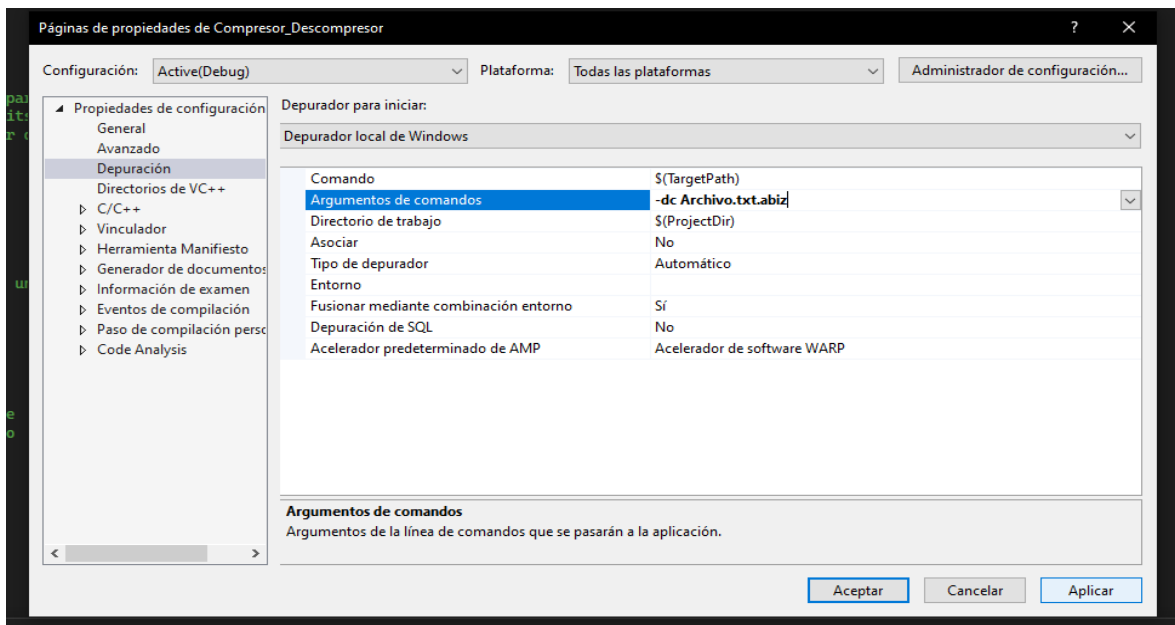 Páginas de propiedades de Compresor_Descompresor ?
Configuración: Active(Debug) Plataforma: Todas las plataformas Administrador de configuración...
Propiedades de configuración
General
Avanzado
Depuración
Directorios de VC++
C/C++
Vinculador
Herramienta Manifiesto
Generador de documentos
Información de examen
Eventos de compilación
Paso de compilación perso
Code Analysis
Depurador para iniciar:
Depurador local de Windows
Comando $(TargetPath)
Argumentos de comandos -dc Archivo.txt.abiz
Directorio de trabajo $(ProjectDir)
Asociar No
Tipo de depurador Automático
Entorno
Fusionar mediante combinación entorno Sí
Depuración de SQL No
Acelerador predeterminado de AMP Acelerador de software WARP
Argumentos de comandos
Argumentos de la línea de comandos que se pasarán a la aplicación.
Aceptar Cancelar Aplicar